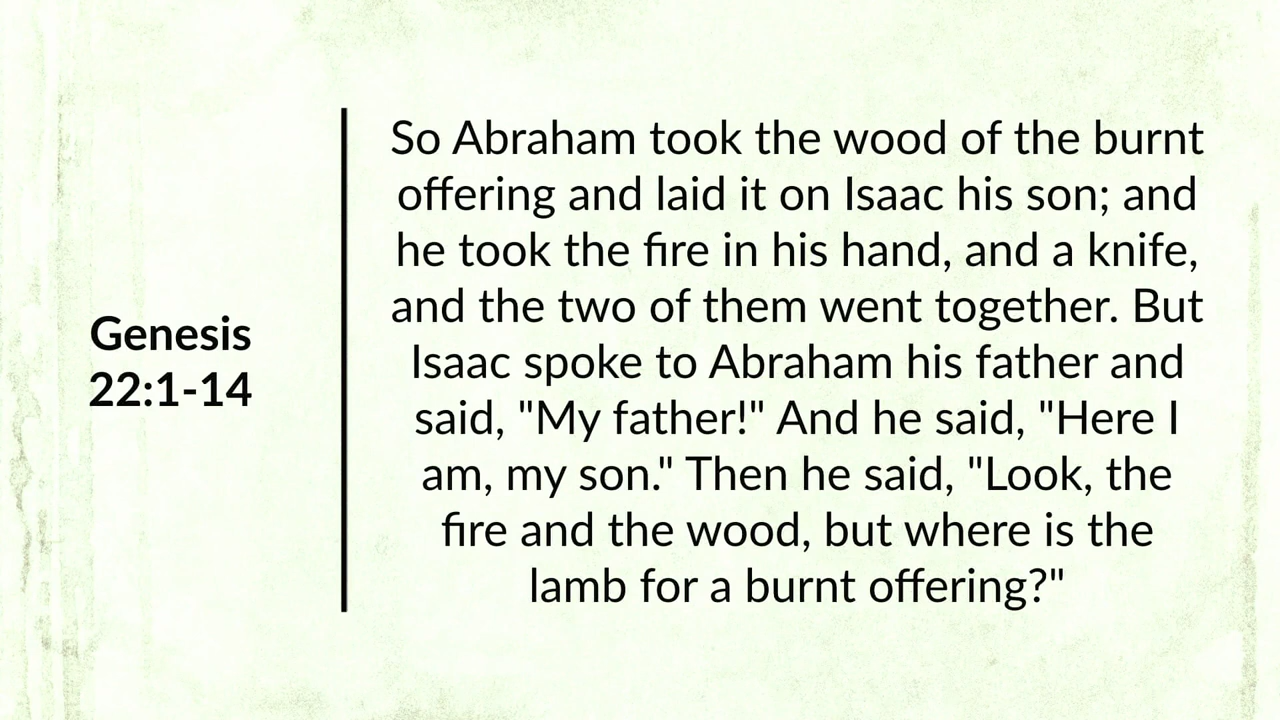 Genesis
22:1-14
So Abraham took the wood of the burnt
offering and laid it on Isaac his son; and
he took the fire in his hand, and a knife,
and the two of them went together. But
Isaac spoke to Abraham his father and
said, "My father!" And he said, "Here I
am, my son." Then he said, "Look, the
fire and the wood, but where is the
lamb for a burnt offering?"